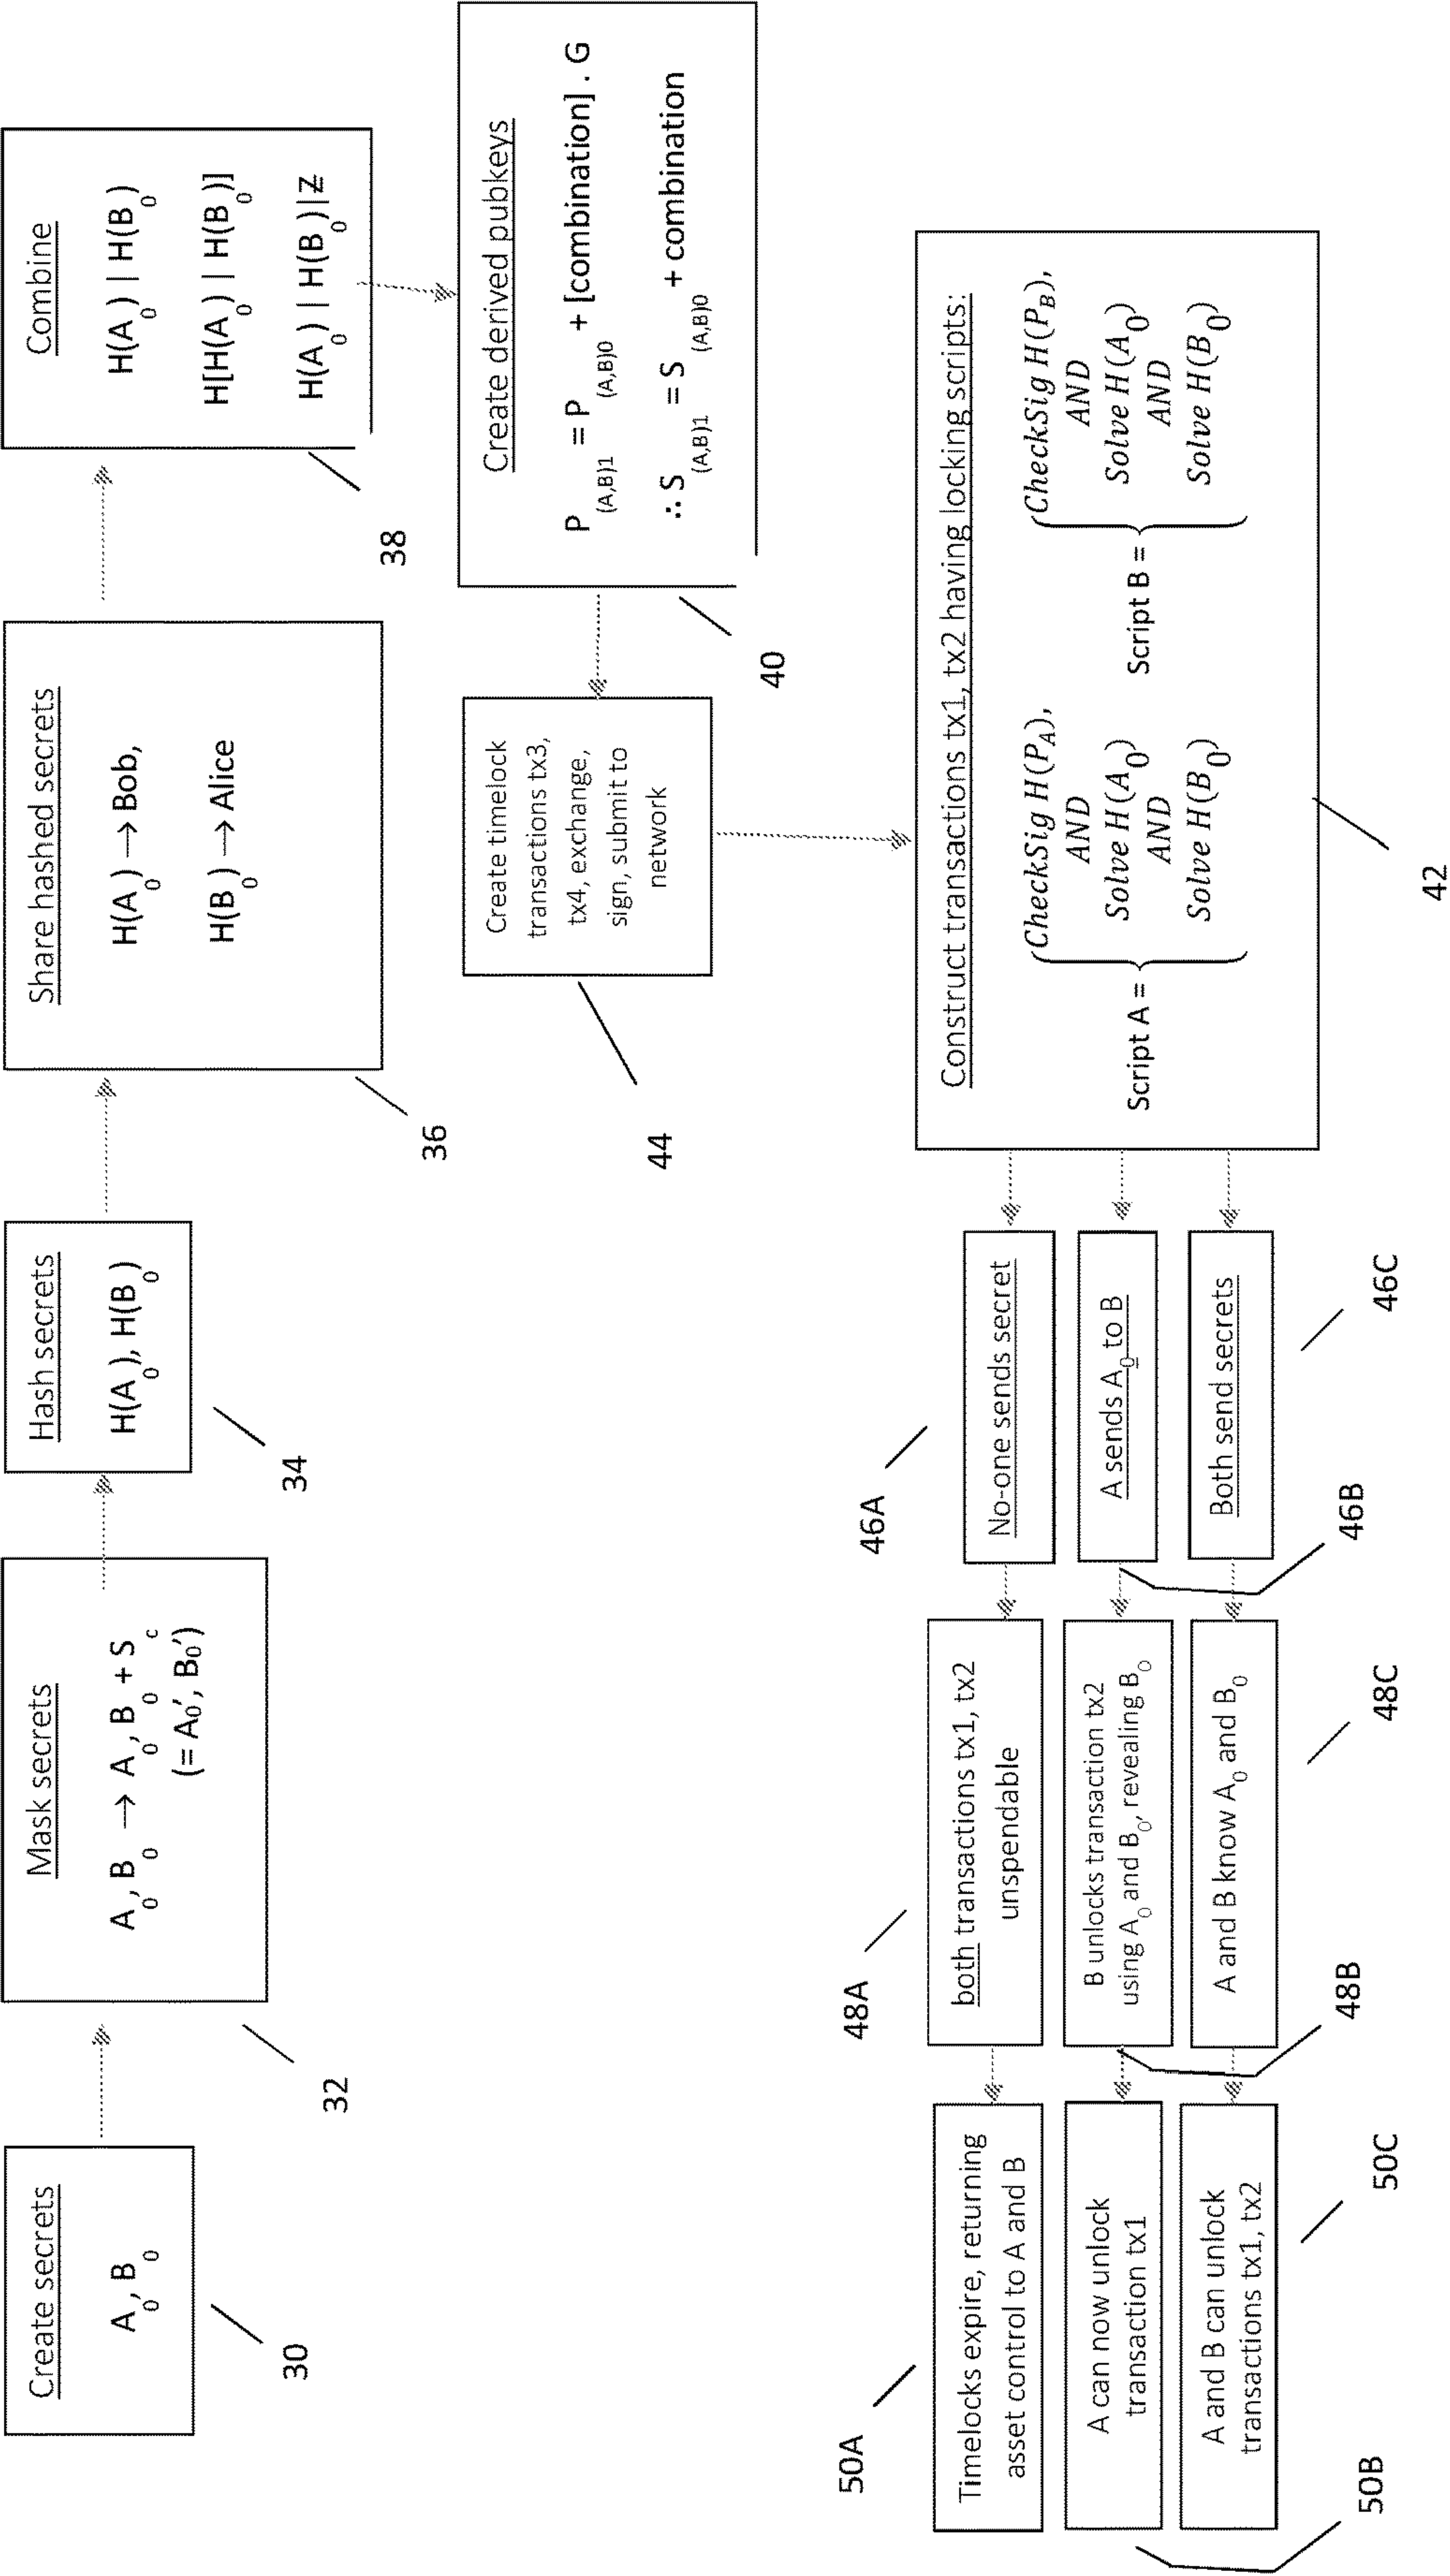 Create secrets
A₀, B₀
30
Mask secrets
A₀, B₀ → A₀, B₀ + S_c
(= A₀′, B₀′)
32
Hash secrets
H(A₀), H(B₀)
34
Share hashed secrets
H(A₀) → Bob,
H(B₀) → Alice
36
Combine
H(A₀) | H(B₀)
H[H(A₀) | H(B₀)]
H(A₀) | H(B₀)|Z
38
Create derived pubkeys
P_(A,B)1 = P_(A,B)0 + [combination] . G
∴ S_(A,B)1 = S_(A,B)0 + combination
40
Create timelock
transactions tx3,
tx4, exchange,
sign, submit to
network
44
Construct transactions tx1, tx2 having locking scripts:
Script A =
CheckSig H(P_A),
AND
Solve H(A₀)
AND
Solve H(B₀)
Script B =
CheckSig H(P_B),
AND
Solve H(A₀)
AND
Solve H(B₀)
42
No-one sends secret
46A
both transactions tx1, tx2
unspendable
48A
Timelocks expire, returning
asset control to A and B
50A
A sends A₀ to B
46B
B unlocks transaction tx2
using A₀ and B₀, revealing B₀
48B
A can now unlock
transaction tx1
50B
Both send secrets
46C
A and B know A₀ and B₀
48C
A and B can unlock
transactions tx1, tx2
50C